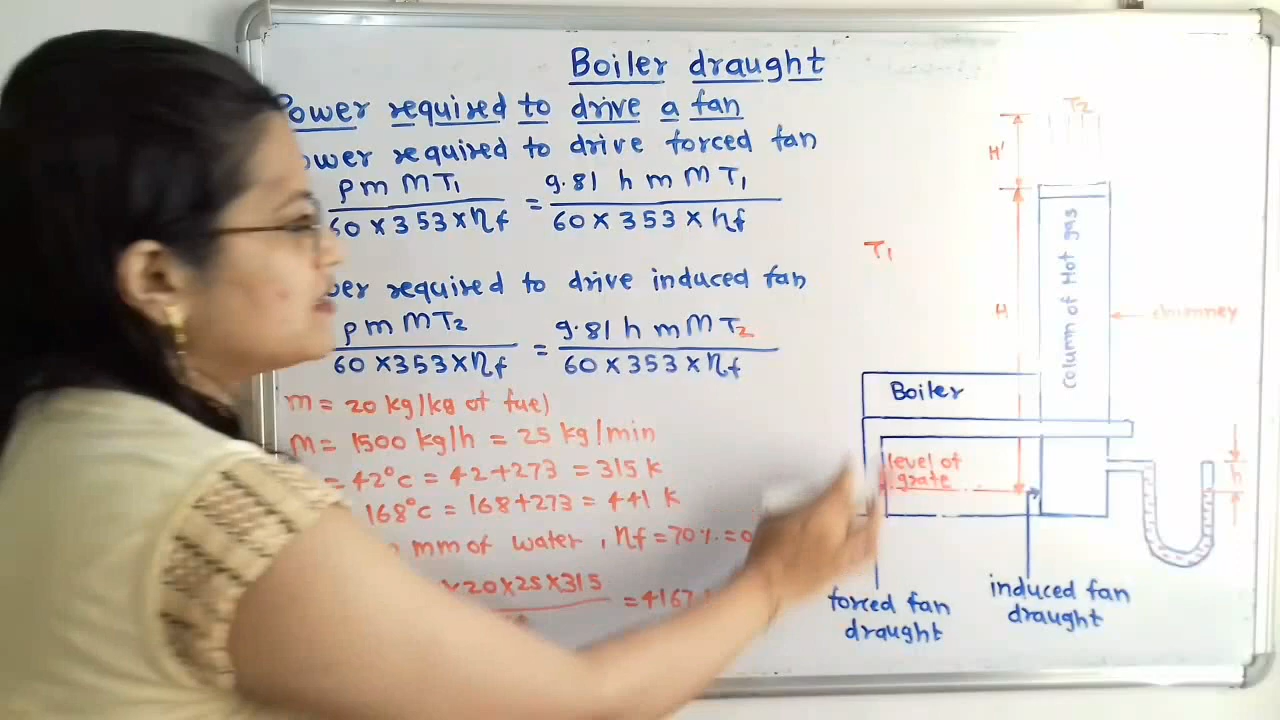 Boiler draught
Power required to drive a fan
ower required to drive forced fan
p m M T1 / 60 × 353 × ηf = 9.81 h m M T1 / 60 × 353 × ηf
er required to drive induced fan
p m M T2 / 60 × 353 × ηf = 9.81 h m M T2 / 60 × 353 × ηf
m = 20 kg/kg of fuel
M = 1500 kg/h = 25 kg/min
= 42°c = 42+273 = 315 k
168°c = 168+273 = 441 k
mm of water, ηf = 70% = 0
×20×25×315
= 4167
T2
H'
T1
H
column of Hot gas
chimney
Boiler
level of
grate
h
forced fan
draught
induced fan
draught